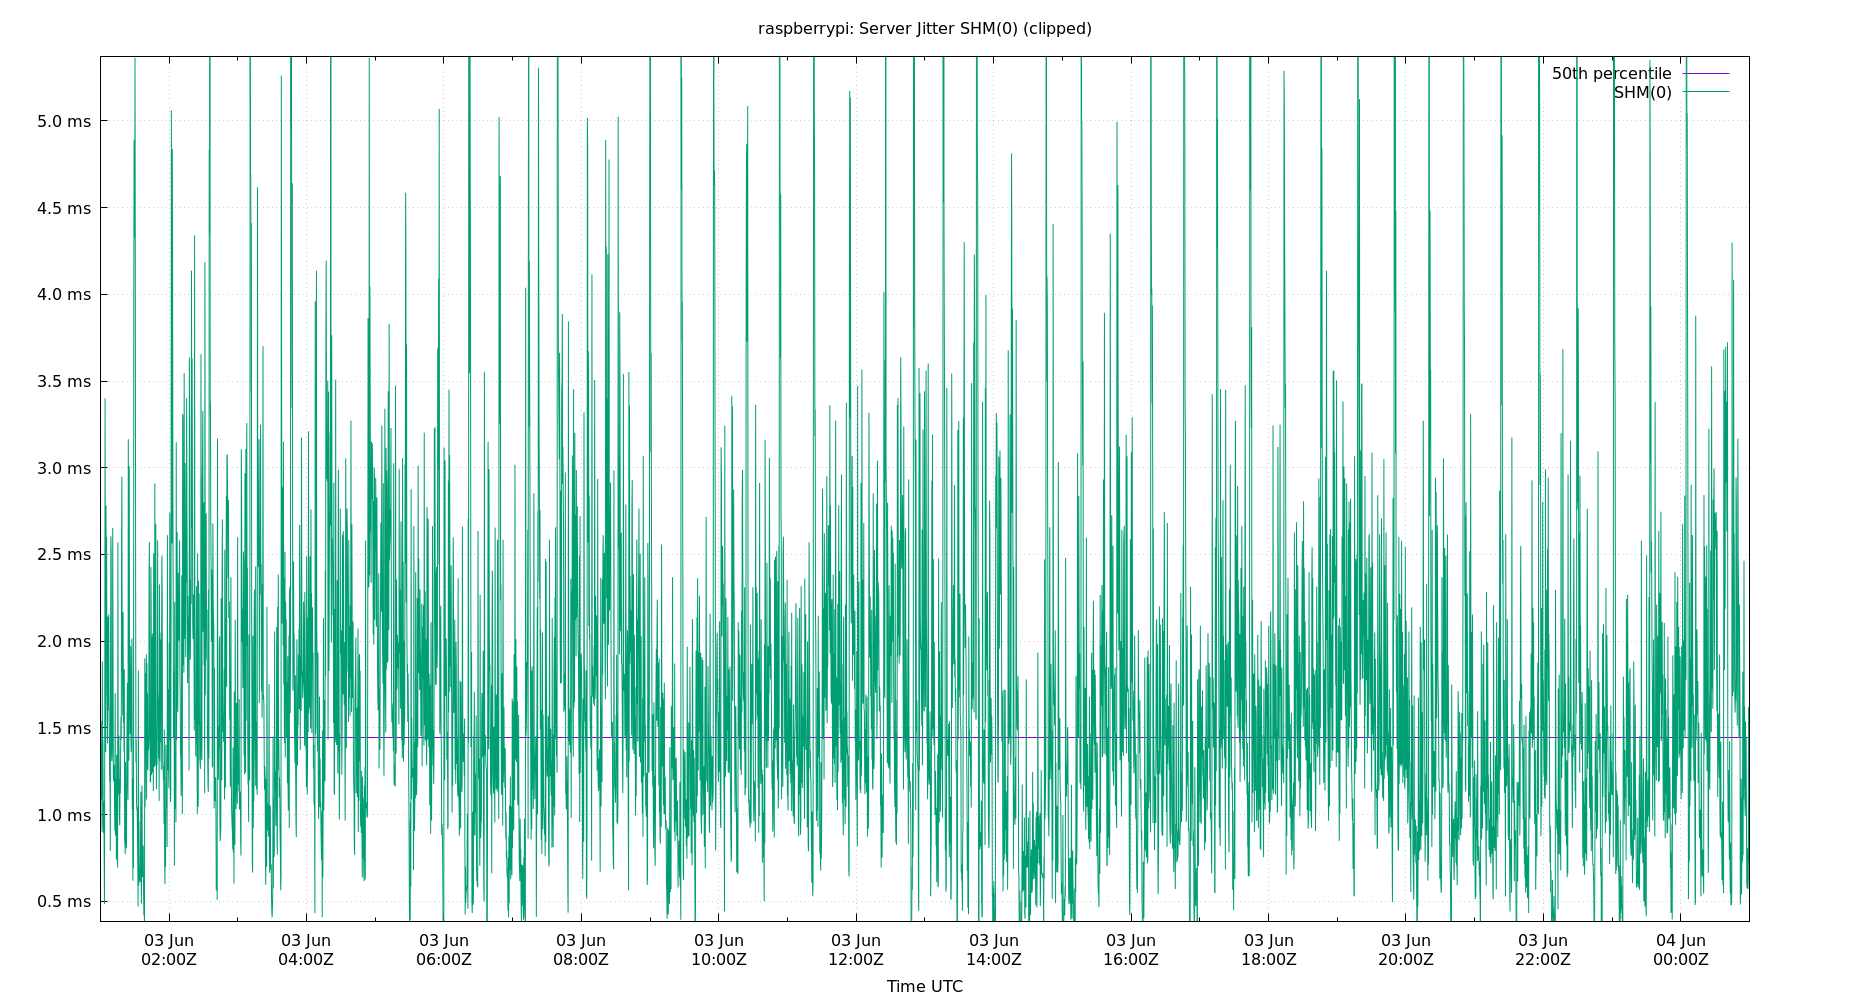 raspberrypi: Server Jitter SHM(0) (clipped)
50th percentile
SHM(0)
5.0 ms
4.5 ms
4.0 ms
3.5 ms
3.0 ms
2.5 ms
2.0 ms
1.5 ms
1.0 ms
0.5 ms
03 Jun 03 Jun 03 Jun 03 Jun 03 Jun 03 Jun 03 Jun 03 Jun 03 Jun 03 Jun 03 Jun 04 Jun
02:00Z 04:00Z 06:00Z 08:00Z 10:00Z 12:00Z 14:00Z 16:00Z 18:00Z 20:00Z 22:00Z 00:00Z
Time UTC